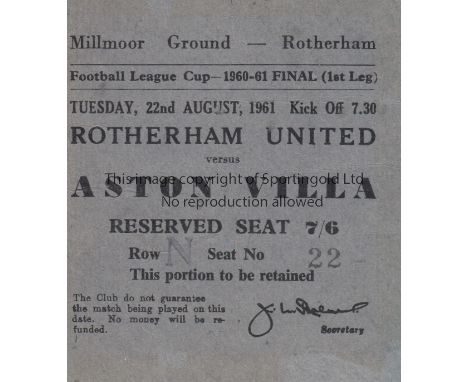 Millmoor Ground — Rotherham
Football League Cup—1960-61 FINAL (1st Leg)
TUESDAY, 22nd AUGUST, 1961 Kick Off 7.30
ROTHERHAM UNITED
versus
This image copyright of Sportingold Ltd.
ASTON VILLA
No reproduction allowed
RESERVED SEAT 7/6
Row N Seat No 22
This portion to be retained
The Club do not guarantee
the match being played on this
date. No money will be re-
funded.
Secretary